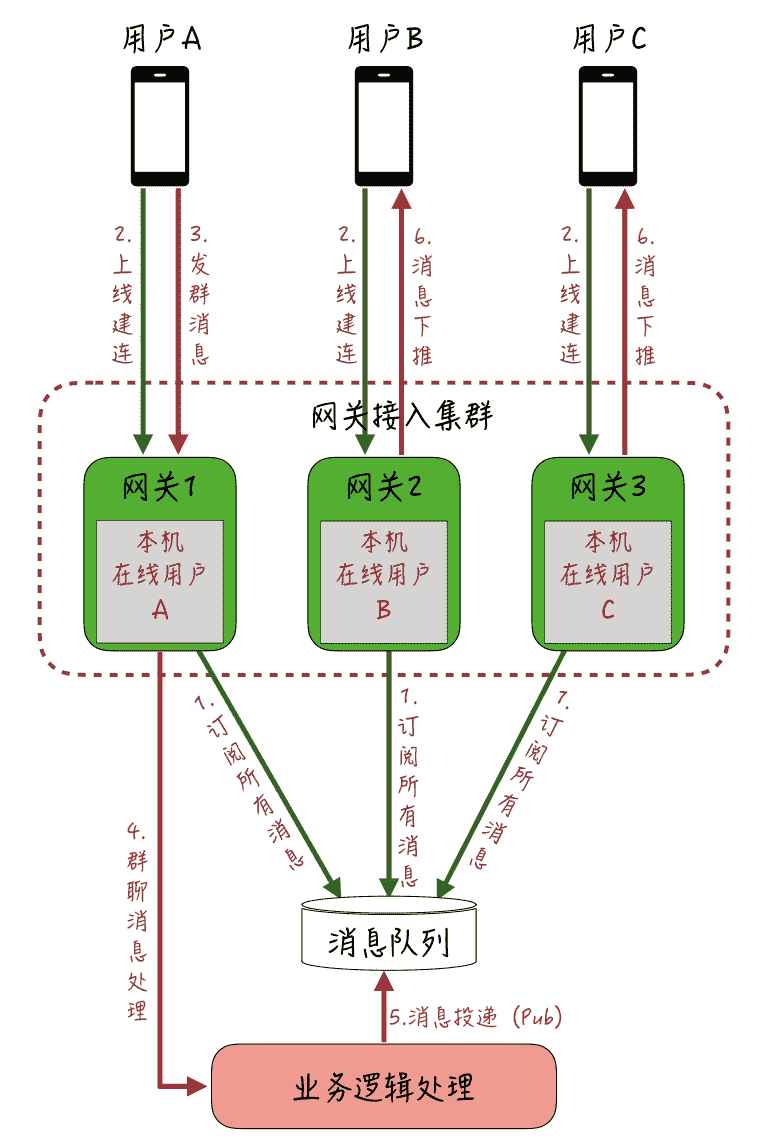 用户A
用户B
用户C
2.上线建连
3.发群消息
2.上线建连
6.消息下推
2.上线建连
6.消息下推
网关接入集群
网关1
网关2
网关3
本机
在线用户
A
本机
在线用户
B
本机
在线用户
C
1.订阅所有消息
1.订阅所有消息
1.订阅所有消息
4.群聊消息处理
消息队列
5.消息投递（Pub）
业务逻辑处理